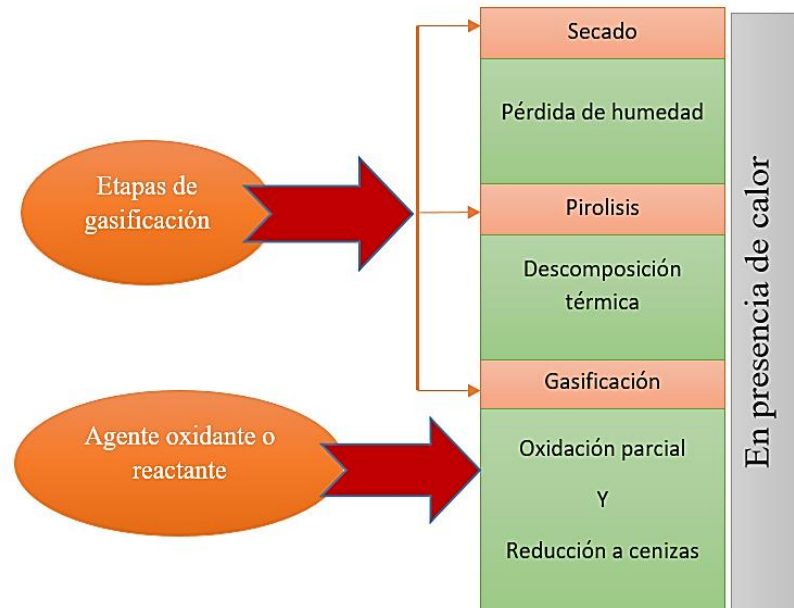 Etapas de
gasificación
Agente oxidante o
reactante
Secado
Pérdida de humedad
Pirolisis
Descomposición
térmica
Gasificación
Oxidación parcial
Y
Reducción a cenizas
En presencia de calor